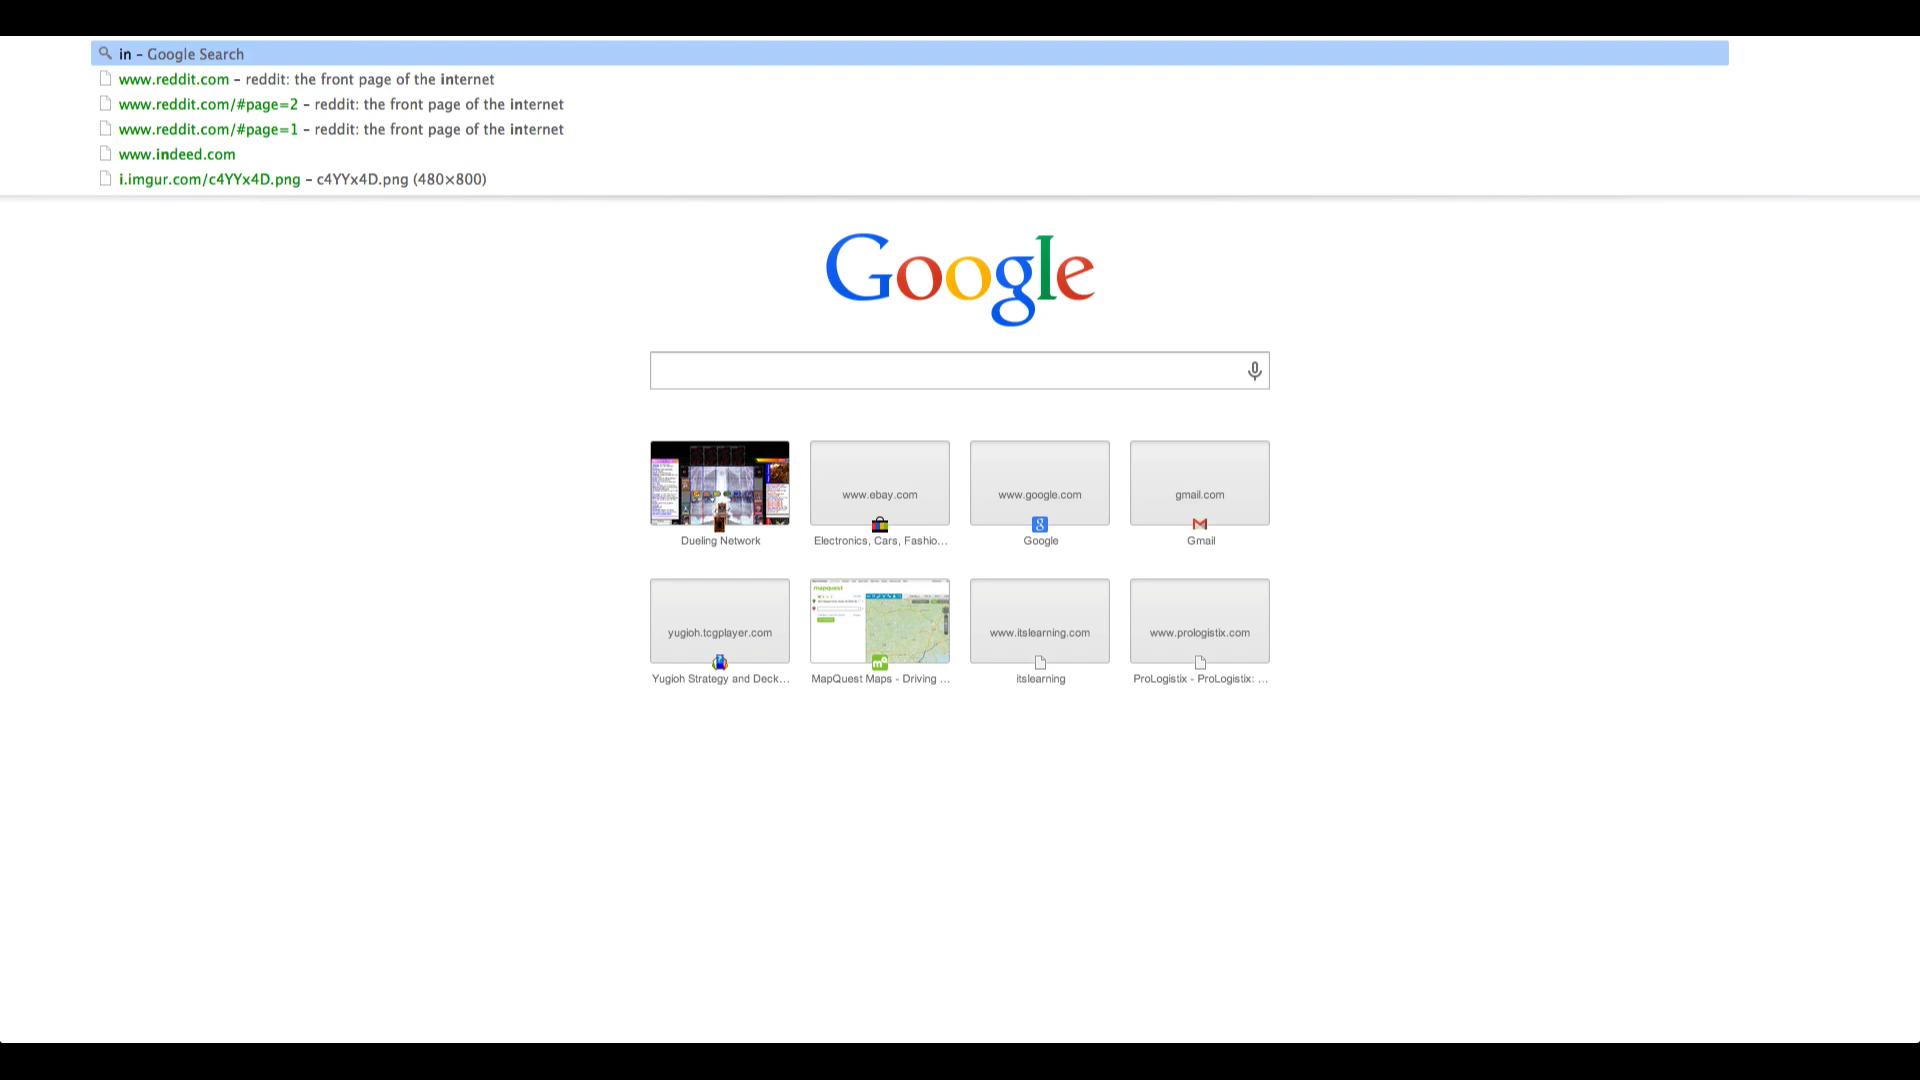 in – Google Search
www.reddit.com – reddit: the front page of the internet
www.reddit.com/#page=2 – reddit: the front page of the internet
www.reddit.com/#page=1 – reddit: the front page of the internet
www.indeed.com
i.imgur.com/c4YYx4D.png – c4YYx4D.png (480×800)
Google
www.ebay.com
www.google.com
gmail.com
Dueling Network
Electronics, Cars, Fashio...
Google
Gmail
yugioh.tcgplayer.com
mapquest
www.itslearning.com
www.prologistix.com
Yugioh Strategy and Deck...
MapQuest Maps - Driving ...
itslearning
ProLogistix - ProLogistix: ...